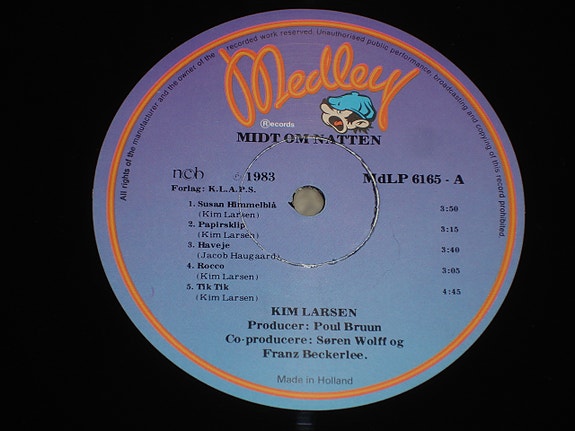 All rights of the manufacturer and the owner of the recorded work reserved. Unauthorised public performance, broadcasting and copying of this record prohibited.
Medley
Records
MIDT OM NATTEN
ncb ℗ 1983 MdLP 6165 - A
Forlag: K.L.A.P.S.
1. Susan Himmelblå 3:50
(Kim Larsen)
2. Papirsklip 3:15
(Kim Larsen)
3. Haveje 3:40
(Jacob Haugaard)
4. Rocco 3:05
(Kim Larsen)
5. Tik Tik 4:45
(Kim Larsen)
KIM LARSEN
Producer: Poul Bruun
Co-producere: Søren Wolff og
Franz Beckerlee.
Made in Holland